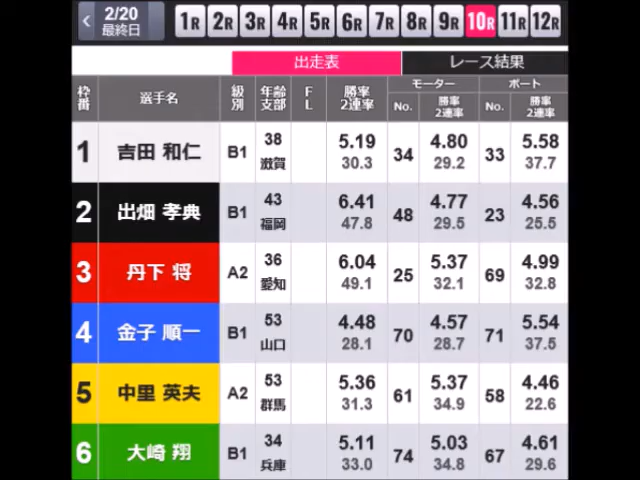 2/20
最終日
1R 2R 3R 4R 5R 6R 7R 8R 9R 10R 11R 12R
出走表 レース結果
枠番 選手名 級別 年齢支部 F L 勝率 2連率 モーター No. 勝率 2連率 ボート No. 勝率 2連率
1 吉田 和仁 B1 38 滋賀 5.19 30.3 34 4.80 29.2 33 5.58 37.7
2 出畑 孝典 B1 43 福岡 6.41 47.8 48 4.77 29.5 23 4.56 25.5
3 丹下 将 A2 36 愛知 6.04 49.1 25 5.37 32.1 69 4.99 32.8
4 金子 順一 B1 53 山口 4.48 28.1 70 4.57 28.7 71 5.54 37.5
5 中里 英夫 A2 53 群馬 5.36 31.3 61 5.37 34.9 58 4.46 22.6
6 大崎 翔 B1 34 兵庫 5.11 33.0 74 5.03 34.8 67 4.61 29.6